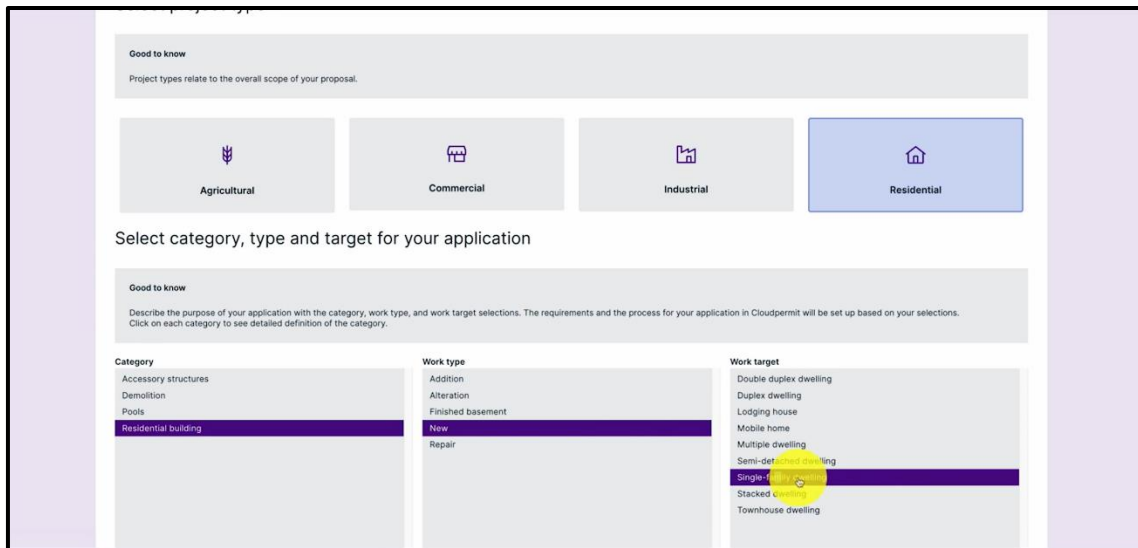 Good to know
Project types relate to the overall scope of your proposal.
Agricultural
Commercial
Industrial
Residential
Select category, type and target for your application
Good to know
Describe the purpose of your application with the category, work type, and work target selections. The requirements and the process for your application in Cloudpermit will be set up based on your selections.
Click on each category to see detailed definition of the category.
Category
Accessory structures
Demolition
Pools
Residential building
Work type
Addition
Alteration
Finished basement
New
Repair
Work target
Double duplex dwelling
Duplex dwelling
Lodging house
Mobile home
Multiple dwelling
Semi-detached dwelling
Single-family dwelling
Stacked dwelling
Townhouse dwelling